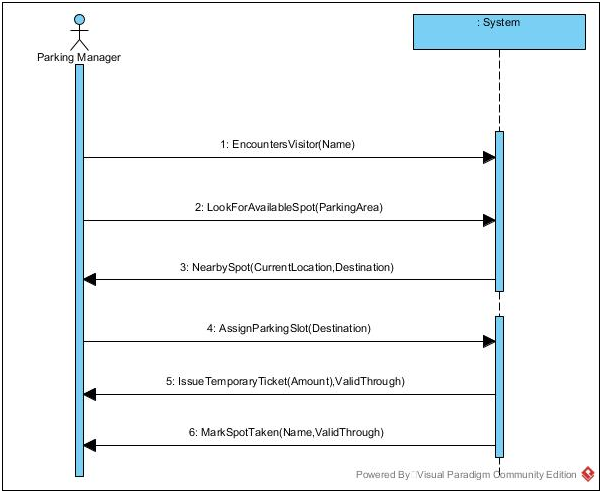 : System
Parking Manager
1: EncountersVisitor(Name)
2: LookForAvailableSpot(ParkingArea)
3: NearbySpot(CurrentLocation,Destination)
4: AssignParkingSlot(Destination)
5: IssueTemporaryTicket(Amount),ValidThrough)
6: MarkSpotTaken(Name,ValidThrough)
Powered By Visual Paradigm Community Edition